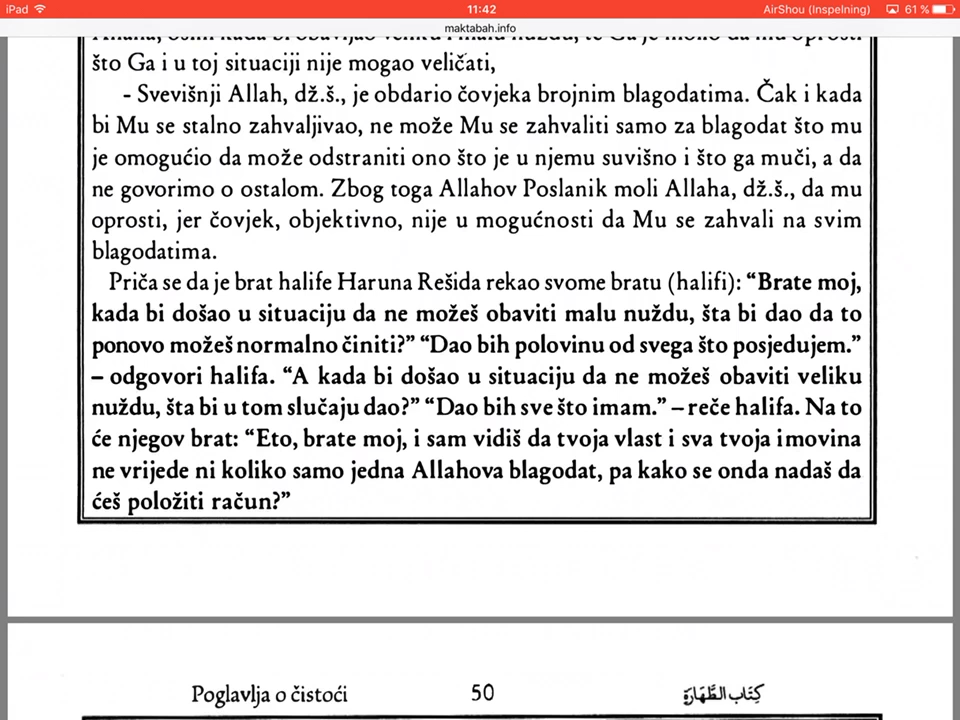 iPad 11:42 AirShou (Inspelning) 61 %
maktabah.info
što Ga i u toj situaciji nije mogao veličati,
- Svevišnji Allah, dž.š., je obdario čovjeka brojnim blagodatima. Čak i kada
bi Mu se stalno zahvaljivao, ne može Mu se zahvaliti samo za blagodat što mu
je omogućio da može odstraniti ono što je u njemu suvišno i što ga muči, a da
ne govorimo o ostalom. Zbog toga Allahov Poslanik moli Allaha, dž.š., da mu
oprosti, jer čovjek, objektivno, nije u mogućnosti da Mu se zahvali na svim
blagodatima.
Priča se da je brat halife Haruna Rešida rekao svome bratu (halifi): “Brate moj,
kada bi došao u situaciju da ne možeš obaviti malu nuždu, šta bi dao da to
ponovo možeš normalno činiti?” “Dao bih polovinu od svega što posjedujem.”
– odgovori halifa. “A kada bi došao u situaciju da ne možeš obaviti veliku
nuždu, šta bi u tom slučaju dao?” “Dao bih sve što imam.” – reče halifa. Na to
će njegov brat: “Eto, brate moj, i sam vidiš da tvoja vlast i sva tvoja imovina
ne vrijede ni koliko samo jedna Allahova blagodat, pa kako se onda nadaš da
ćeš položiti račun?”
Poglavlja o čistoći 50 كِتَاب الطَّهَارَة